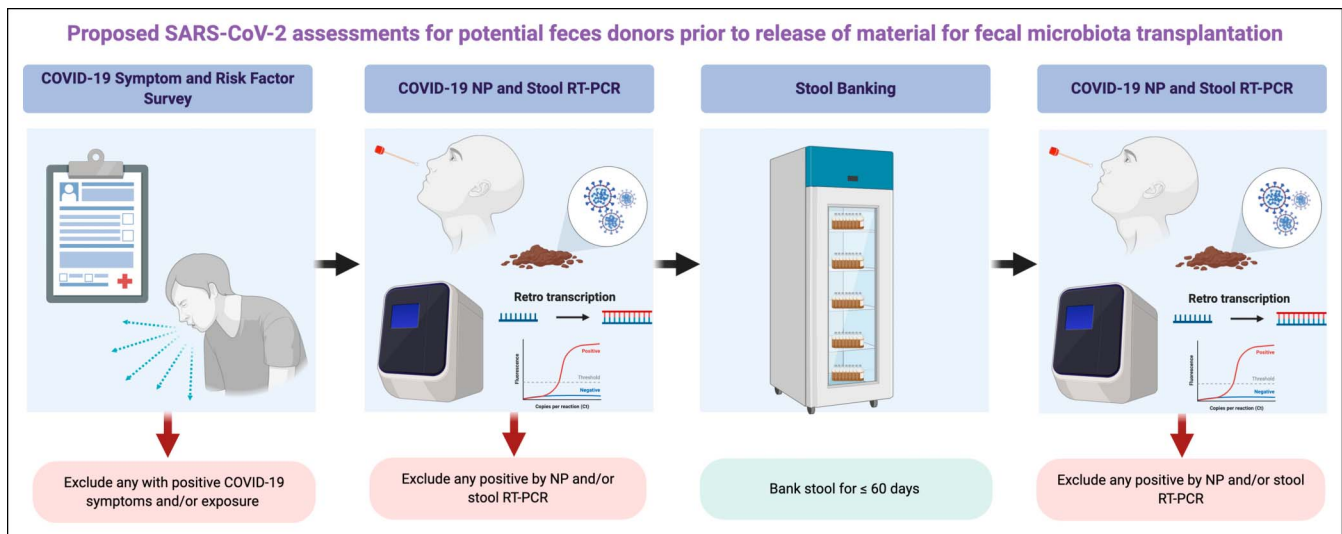 Proposed SARS-CoV-2 assessments for potential feces donors prior to release of material for fecal microbiota transplantation
COVID-19 Symptom and Risk Factor
Survey
COVID-19 NP and Stool RT-PCR
Stool Banking
COVID-19 NP and Stool RT-PCR
Retro transcription
Fluorescence
Positive
Threshold
Negative
Copies per reaction (Ct)
Retro transcription
Fluorescence
Positive
Threshold
Negative
Copies per reaction (Ct)
Exclude any with positive COVID-19
symptoms and/or exposure
Exclude any positive by NP and/or
stool RT-PCR
Bank stool for ≤ 60 days
Exclude any positive by NP and/or stool
RT-PCR